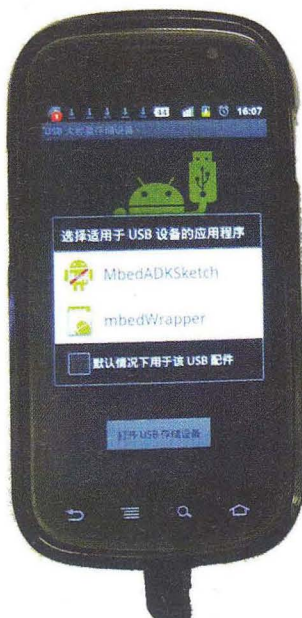 44 16:07
USB 大容量存储设备
选择适用于 USB 设备的应用程序
MbedADKSketch
mbedWrapper
默认情况下用于该 USB 配件
打开 USB 存储设备